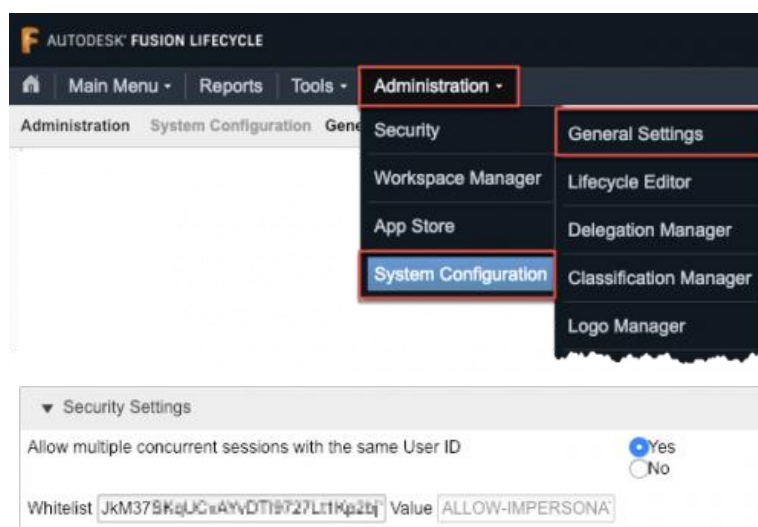 AUTODESK® FUSION LIFECYCLE
Main Menu Reports Tools Administration
Administration System Configuration Gene
Security
General Settings
Workspace Manager
Lifecycle Editor
App Store
Delegation Manager
System Configuration
Classification Manager
Logo Manager
Security Settings
Allow multiple concurrent sessions with the same User ID
Yes
No
Whitelist Value ALLOW-IMPERSONA